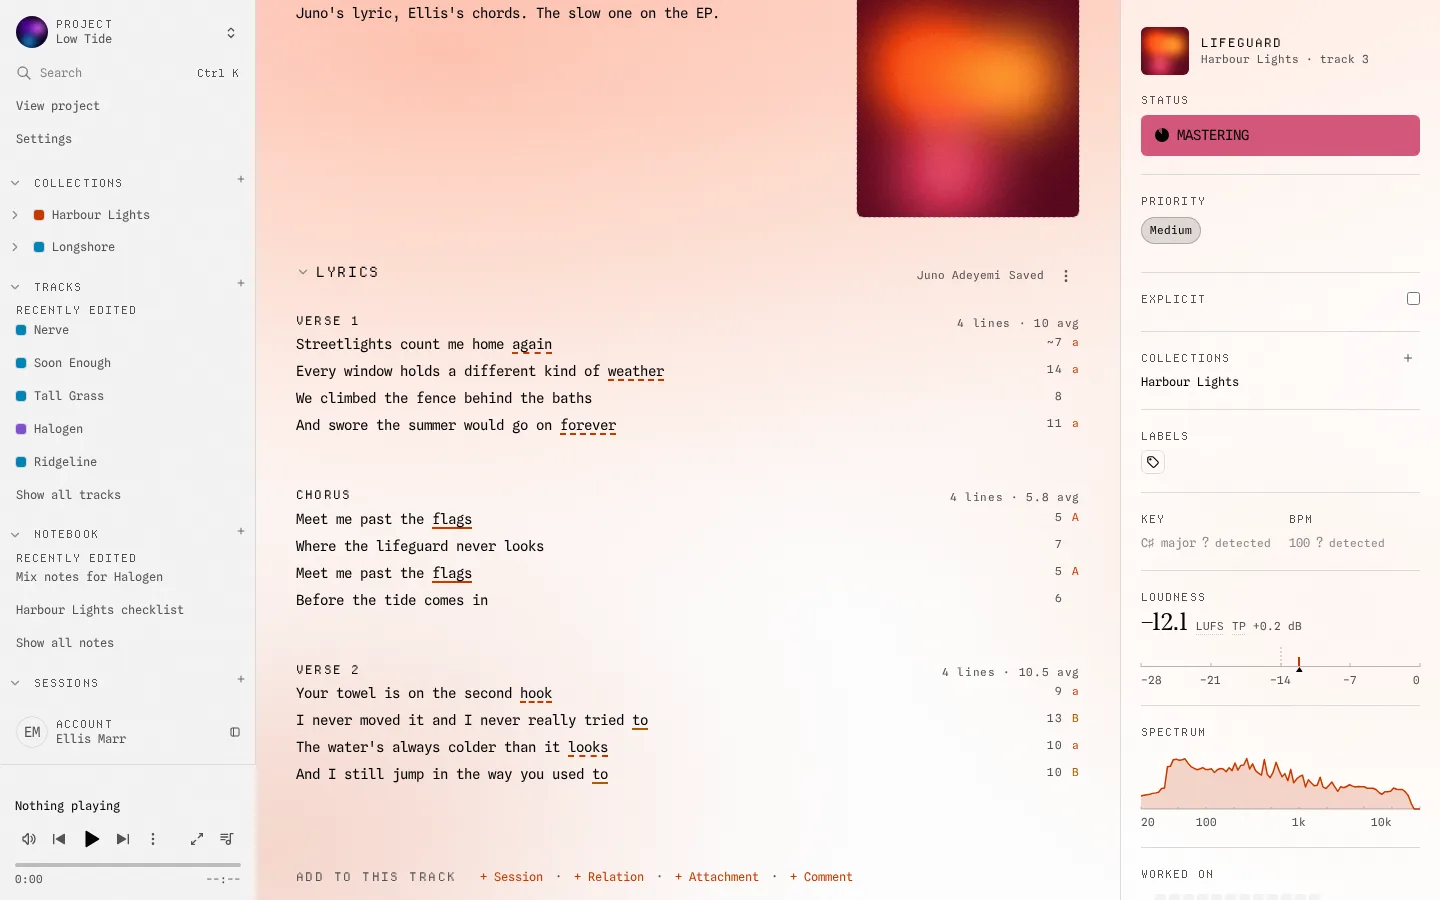 PROJECT
Low Tide
Search Ctrl K
View project
Settings
COLLECTIONS +
Harbour Lights
Longshore
TRACKS +
RECENTLY EDITED
Nerve
Soon Enough
Tall Grass
Halogen
Ridgeline
Show all tracks
NOTEBOOK +
RECENTLY EDITED
Mix notes for Halogen
Harbour Lights checklist
Show all notes
SESSIONS +
EM
ACCOUNT
Ellis Marr
Nothing playing
0:00 --:--
Juno's lyric, Ellis's chords. The slow one on the EP.
LYRICS
Juno Adeyemi Saved
VERSE 1
4 lines · 10 avg
Streetlights count me home again ~7 a
Every window holds a different kind of weather 14 a
We climbed the fence behind the baths 8
And swore the summer would go on forever 11 a
CHORUS
4 lines · 5.8 avg
Meet me past the flags 5 A
Where the lifeguard never looks 7
Meet me past the flags 5 A
Before the tide comes in 6
VERSE 2
4 lines · 10.5 avg
Your towel is on the second hook 9 a
I never moved it and I never really tried to 13 B
The water's always colder than it looks 10 a
And I still jump in the way you used to 10 B
ADD TO THIS TRACK + Session · + Relation · + Attachment · + Comment
LIFEGUARD
Harbour Lights · track 3
STATUS
MASTERING
PRIORITY
Medium
EXPLICIT
COLLECTIONS +
Harbour Lights
LABELS
KEY BPM
C♯ major ? detected 100 ? detected
LOUDNESS
−12.1 LUFS TP +0.2 dB
−28 −21 −14 −7 0
SPECTRUM
20 100 1k 10k
WORKED ON